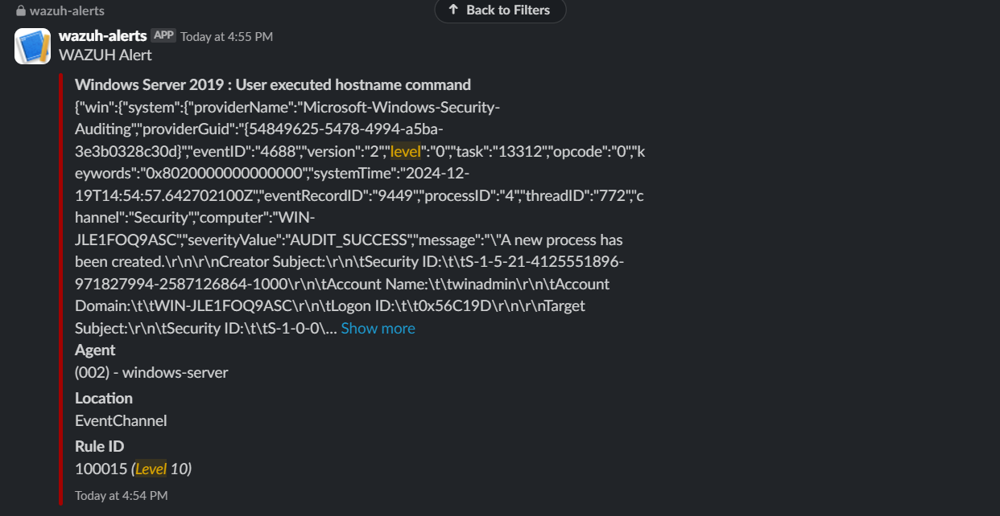 wazuh-alerts
↑ Back to Filters
wazuh-alerts APP Today at 4:55 PM
WAZUH Alert
Windows Server 2019 : User executed hostname command
{"win":{"system":{"providerName":"Microsoft-Windows-Security-
Auditing","providerGuid":"{54849625-5478-4994-a5ba-
3e3b0328c30d}","eventID":"4688","version":"2","level":"0","task":"13312","opcode":"0","k
eywords":"0x8020000000000000","systemTime":"2024-12-
19T14:54:57.642702100Z","eventRecordID":"9449","processID":"4","threadID":"772","c
hannel":"Security","computer":"WIN-
JLE1FOQ9ASC","severityValue":"AUDIT_SUCCESS","message":"\"A new process has
been created.\r\n\r\nCreator Subject:\r\n\tSecurity ID:\t\tS-1-5-21-4125551896-
971827994-2587126864-1000\r\n\tAccount Name:\t\twinadmin\r\n\tAccount
Domain:\t\tWIN-JLE1FOQ9ASC\r\n\tLogon ID:\t\t0x56C19D\r\n\r\nTarget
Subject:\r\n\tSecurity ID:\t\tS-1-0-0\... Show more
Agent
(002) - windows-server
Location
EventChannel
Rule ID
100015 (Level 10)
Today at 4:54 PM